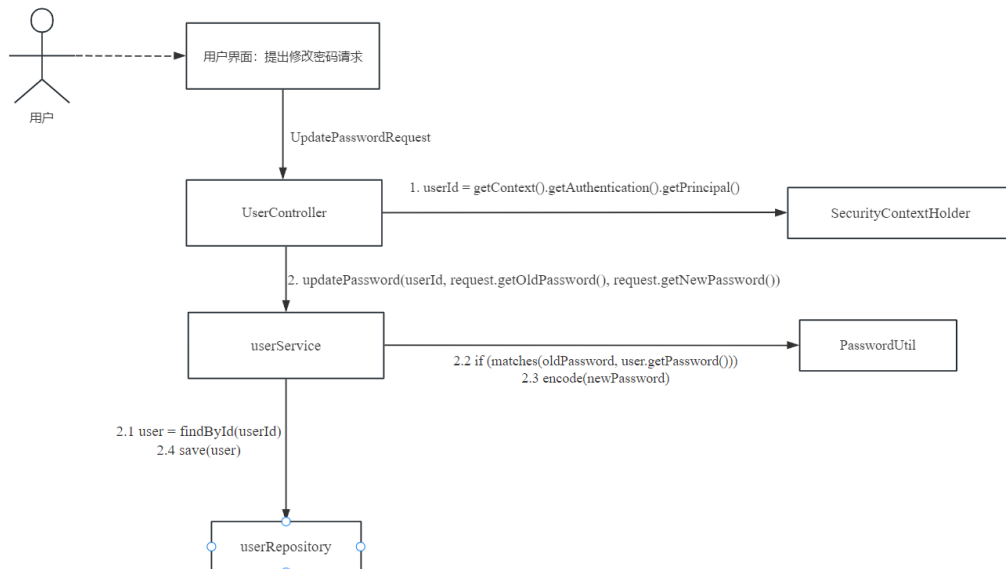 用户界面：提出修改密码请求
用户
UpdatePasswordRequest
1. userId = getContext().getAuthentication().getPrincipal()
UserController
SecurityContextHolder
2. updatePassword(userId, request.getOldPassword(), request.getNewPassword())
userService
PasswordUtil
2.2 if (matches(oldPassword, user.getPassword()))
2.3 encode(newPassword)
2.1 user = findById(userId)
2.4 save(user)
userRepository